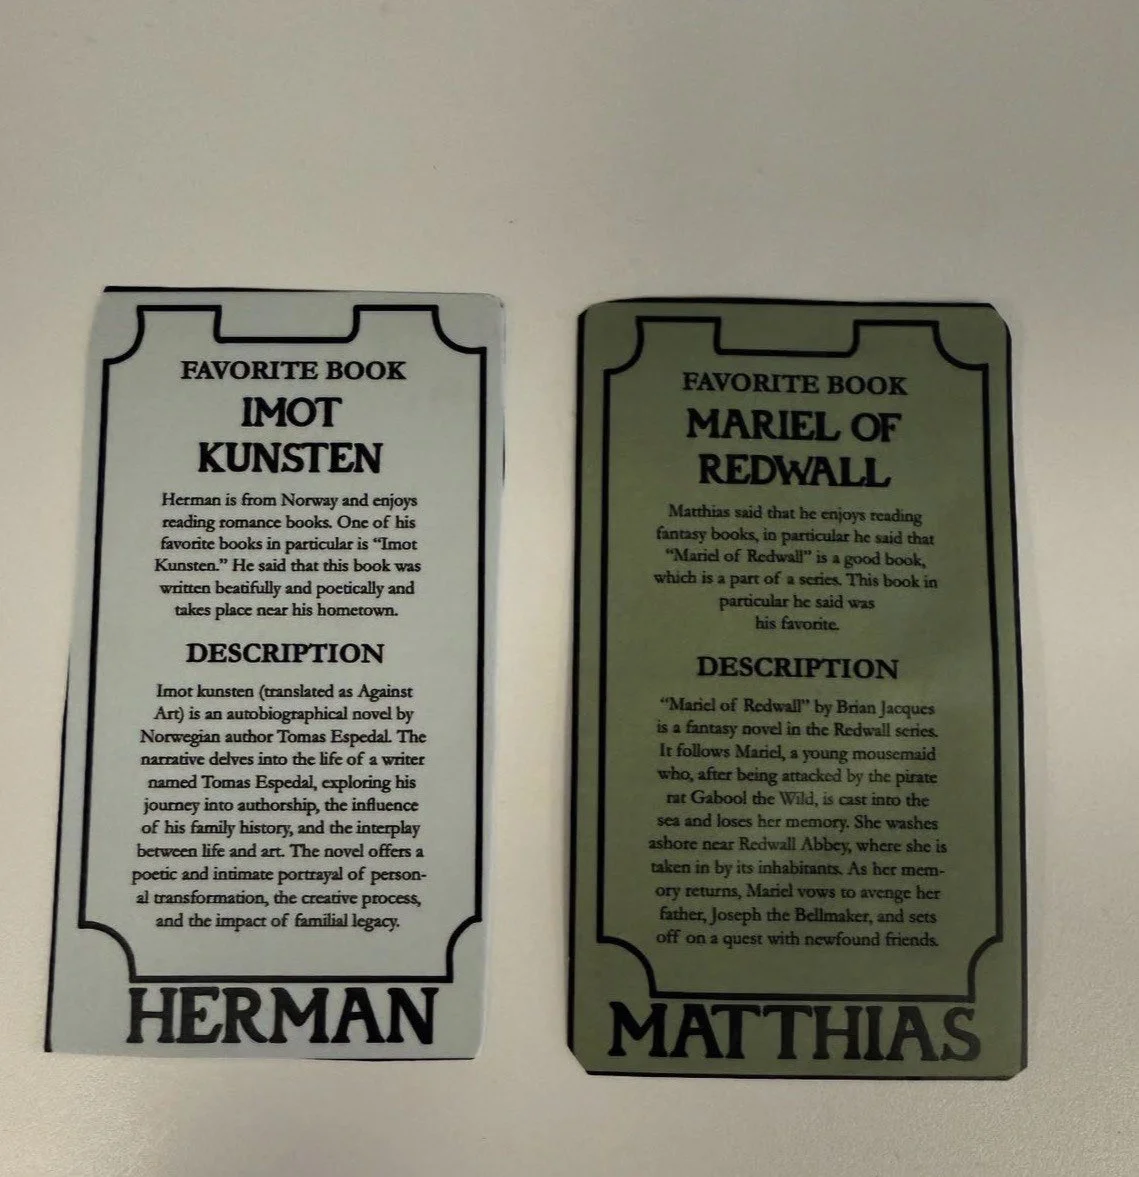 FAVORITE BOOK
IMOT
KUNSTEN
Herman is from Norway and enjoys
reading romance books. One of his
favorite books in particular is “Imot
Kunsten.” He said that this book was
written beatifully and poetically and
takes place near his hometown.
DESCRIPTION
Imot kunsten (translated as Against
Art) is an autobiographical novel by
Norwegian author Tomas Espedal. The
narrative delves into the life of a writer
named Tomas Espedal, exploring his
journey into authorship, the influence
of his family history, and the interplay
between life and art. The novel offers a
poetic and intimate portrayal of person-
al transformation, the creative process,
and the impact of familial legacy.
HERMAN
FAVORITE BOOK
MARIEL OF
REDWALL
Matthias said that he enjoys reading
fantasy books, in particular he said that
“Mariel of Redwall” is a good book,
which is a part of a series. This book in
particular he said was
his favorite.
DESCRIPTION
“Mariel of Redwall” by Brian Jacques
is a fantasy novel in the Redwall series.
It follows Mariel, a young mousemaid
who, after being attacked by the pirate
rat Gabool the Wild, is cast into the
sea and loses her memory. She washes
ashore near Redwall Abbey, where she is
taken in by its inhabitants. As her mem-
ory returns, Mariel vows to avenge her
father, Joseph the Bellmaker, and sets
off on a quest with newfound friends.
MATTHIAS